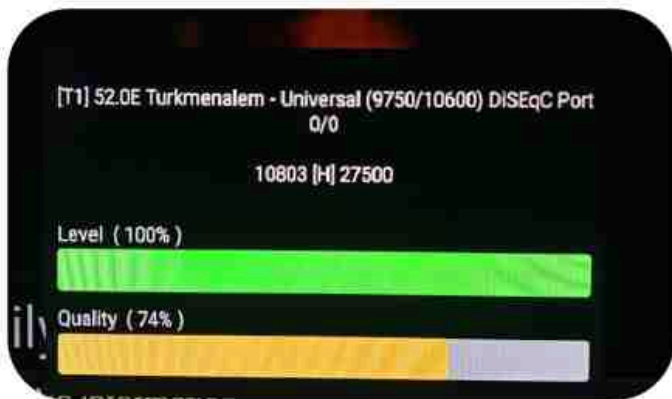 [T1] 52.0E Turkmenalem - Universal (9750/10600) DiSEqC Port
0/0
10803 [H] 27500
Level ( 100% )
Quality ( 74% )